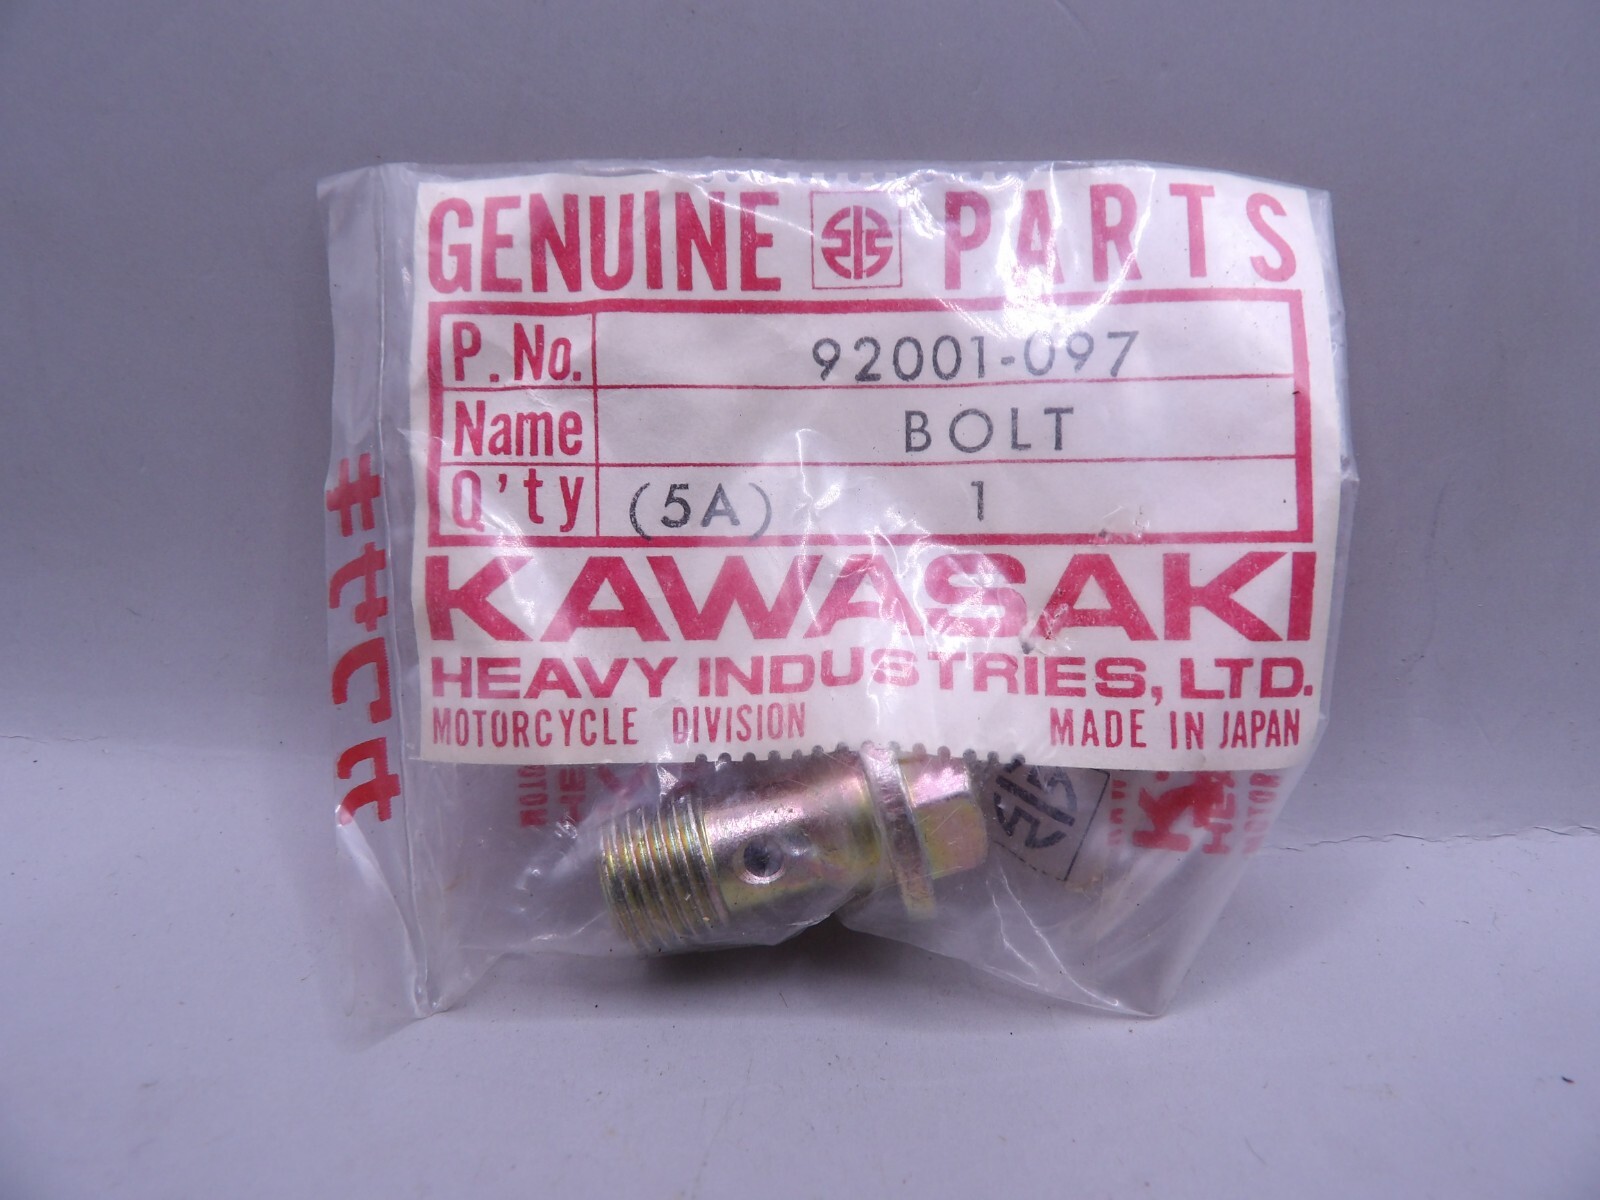 GENUINE PARTS
P. No. 92001-097
Name BOLT
Q'ty (5A) 1
KAWASAKI
HEAVY INDUSTRIES, LTD.
MOTORCYCLE DIVISION MADE IN JAPAN